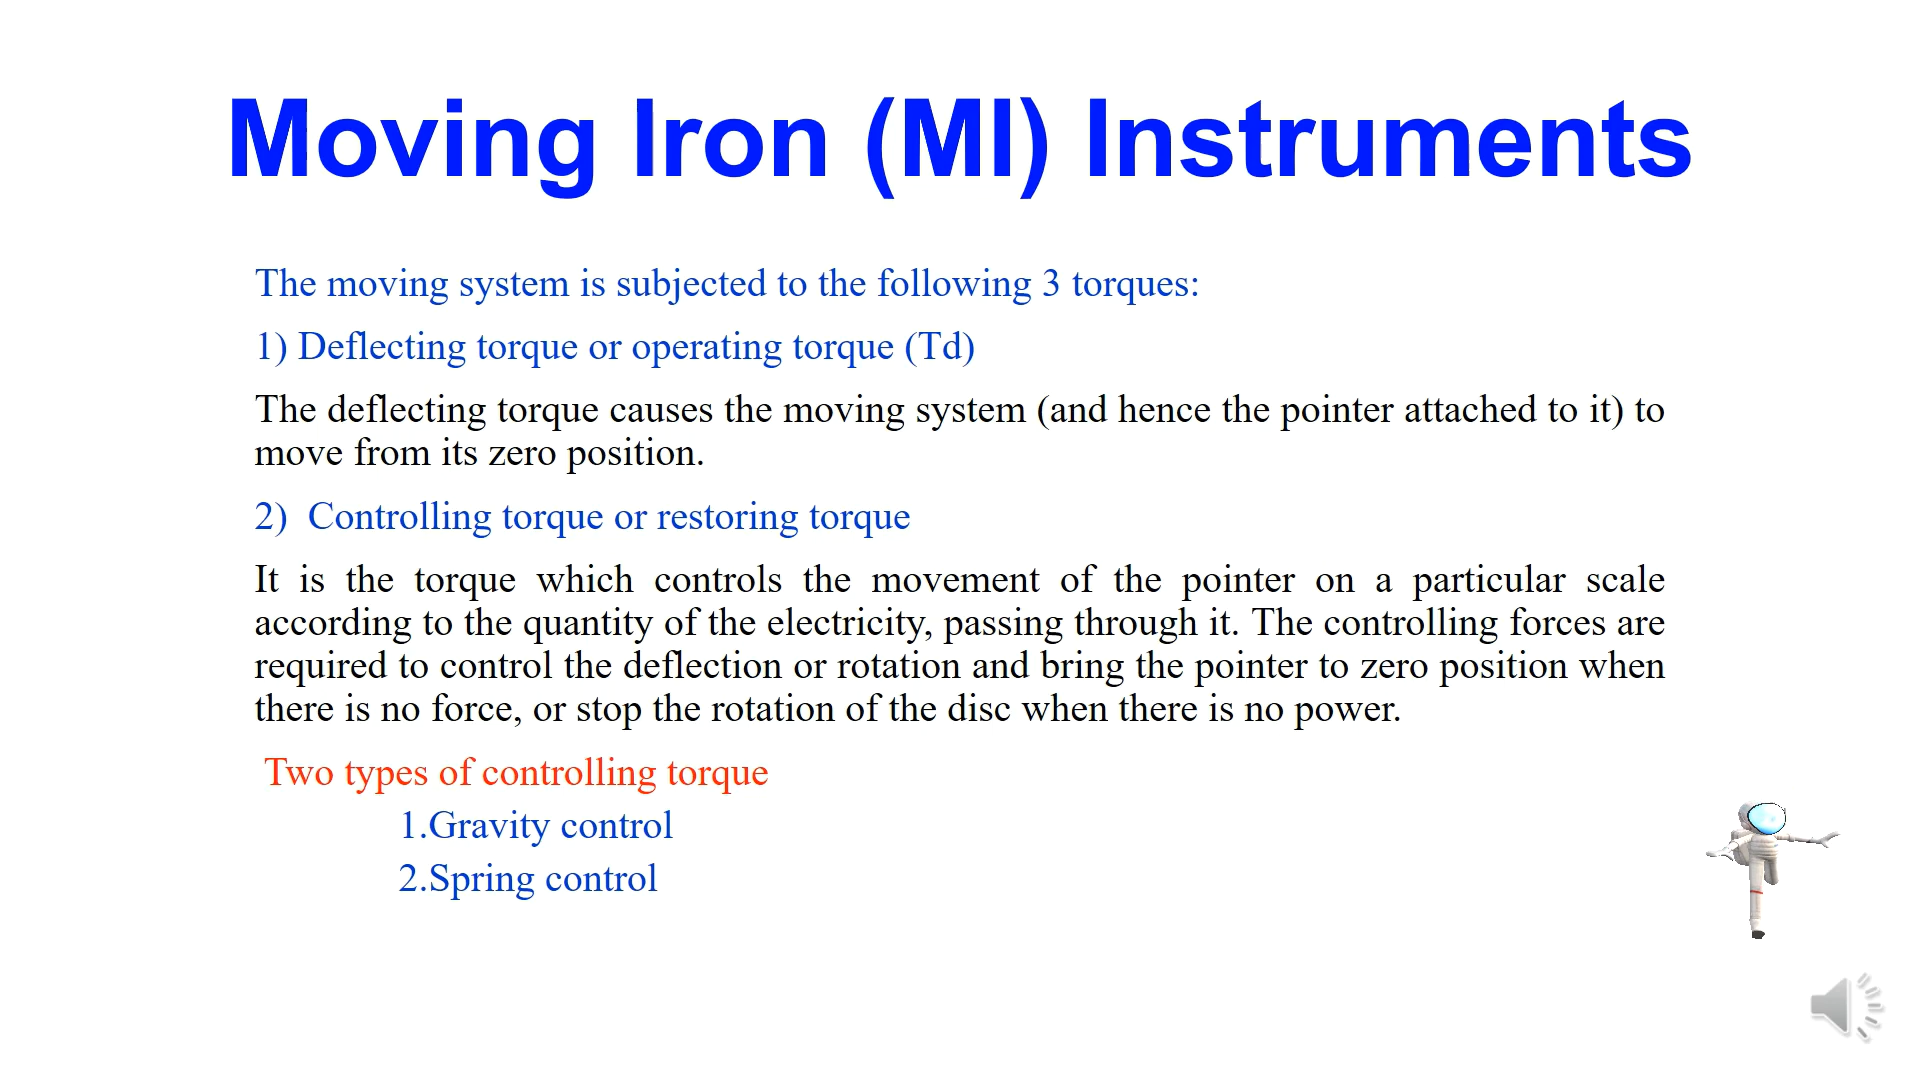 Moving Iron (MI) Instruments
The moving system is subjected to the following 3 torques:
1) Deflecting torque or operating torque (Td)
The deflecting torque causes the moving system (and hence the pointer attached to it) to
move from its zero position.
2) Controlling torque or restoring torque
It is the torque which controls the movement of the pointer on a particular scale
according to the quantity of the electricity, passing through it. The controlling forces are
required to control the deflection or rotation and bring the pointer to zero position when
there is no force, or stop the rotation of the disc when there is no power.
Two types of controlling torque
1.Gravity control
2.Spring control